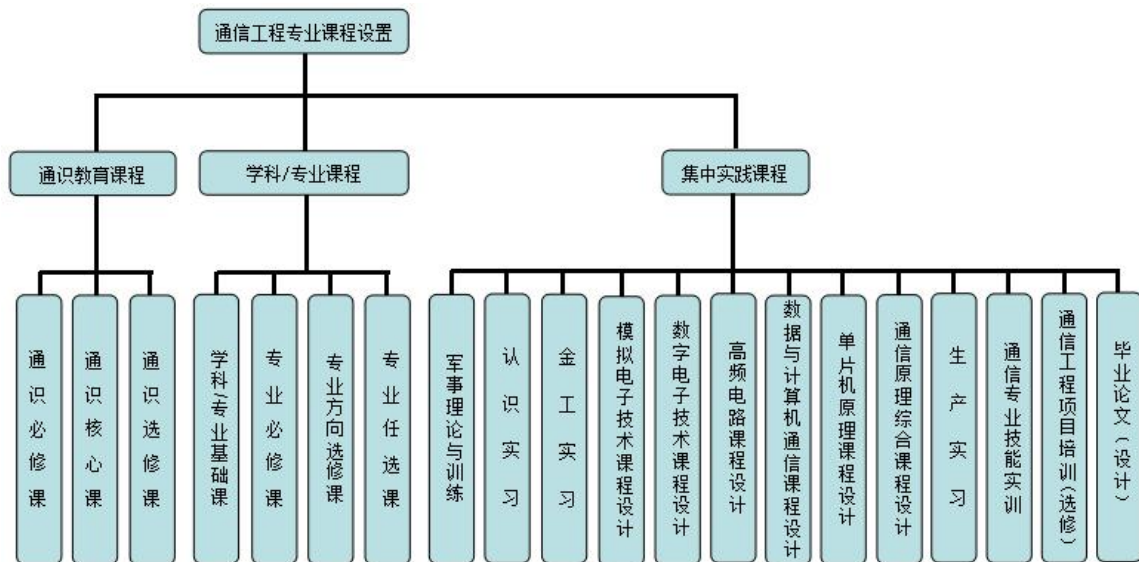 通信工程专业课程设置
通识教育课程
学科/专业课程
集中实践课程
通识必修课
通识核心课
通识选修课
学科/专业基础课
专业必修课
专业方向选修课
专业任选课
军事理论与训练
认识实习
金工实习
模拟电子技术课程设计
数字电子技术课程设计
高频电路课程设计
数据与计算机通信课程设计
单片机原理课程设计
通信原理综合课程设计
生产实习
通信专业技能实训
通信工程项目培训(选修)
毕业论文(设计)